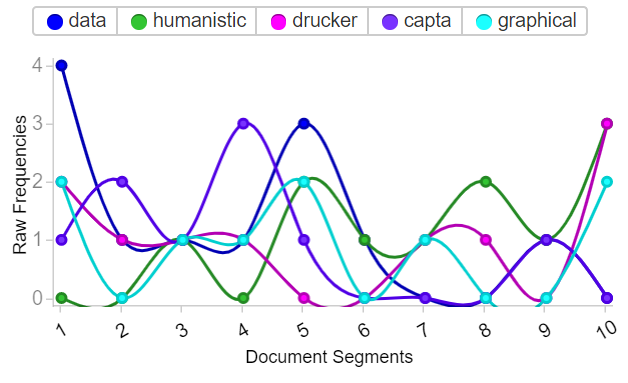 data humanistic drucker capta graphical
4
3
2
1
0
Raw Frequencies
1 2 3 4 5 6 7 8 9 10
Document Segments